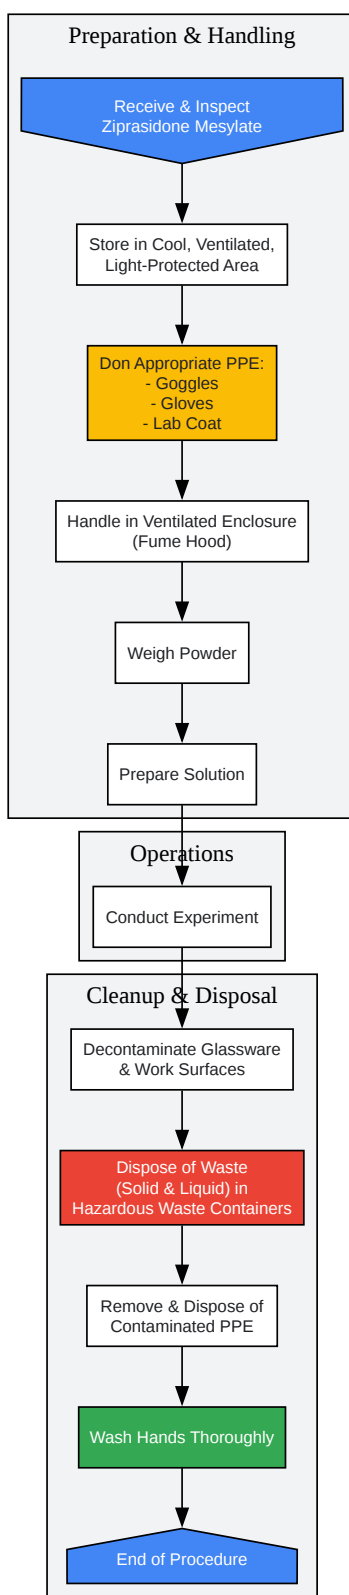 Preparation & Handling
Receive & Inspect
Ziprasidone Mesylate
Store in Cool, Ventilated,
Light-Protected Area
Don Appropriate PPE:
- Goggles
- Gloves
- Lab Coat
Handle in Ventilated Enclosure
(Fume Hood)
Weigh Powder
Prepare Solution
Operations
Conduct Experiment
Cleanup & Disposal
Decontaminate Glassware
& Work Surfaces
Dispose of Waste
(Solid & Liquid) in
Hazardous Waste Containers
Remove & Dispose of
Contaminated PPE
Wash Hands Thoroughly
End of Procedure